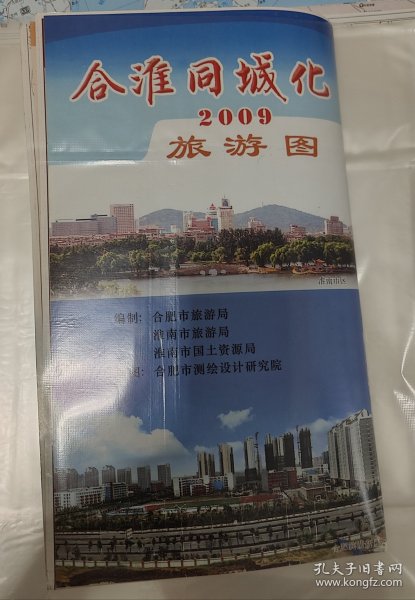 合淮同城化
2009
旅游图
淮南市区
编制：合肥市旅游局
淮南市旅游局
淮南市国土资源局
图：合肥市测绘设计研究院
孔夫子旧书网
www.kongfz.com